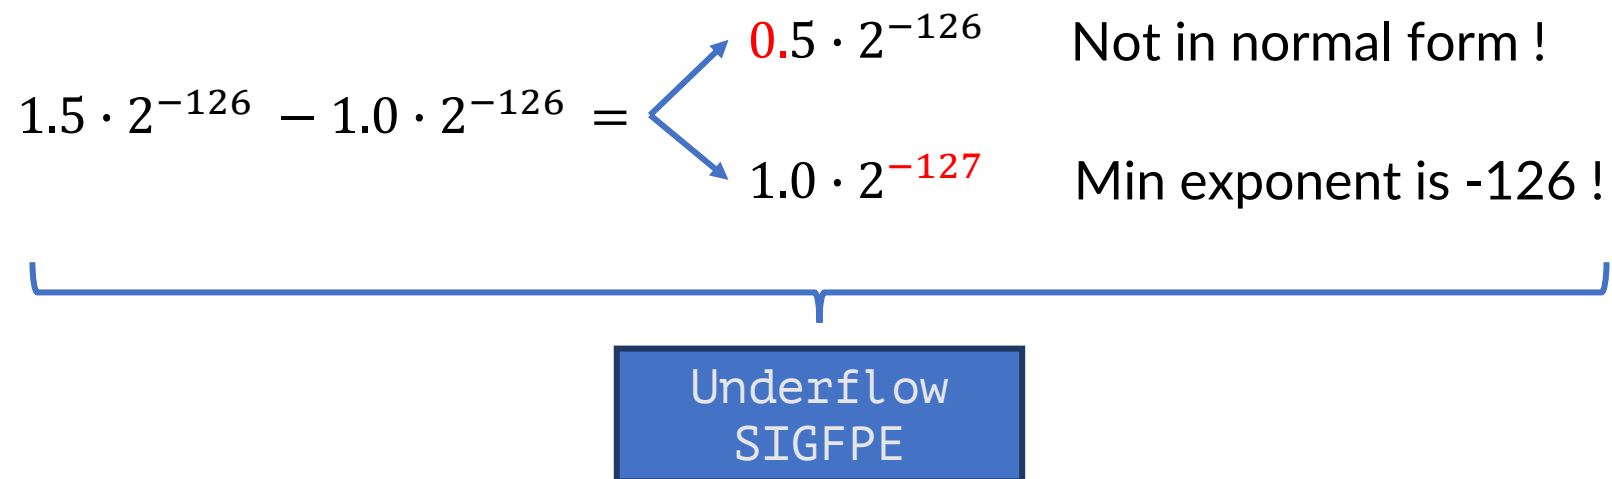 0.5 · 2⁻¹²⁶ Not in normal form !
1.5 · 2⁻¹²⁶ − 1.0 · 2⁻¹²⁶ =
1.0 · 2⁻¹²⁷ Min exponent is -126 !
Underflow
SIGFPE